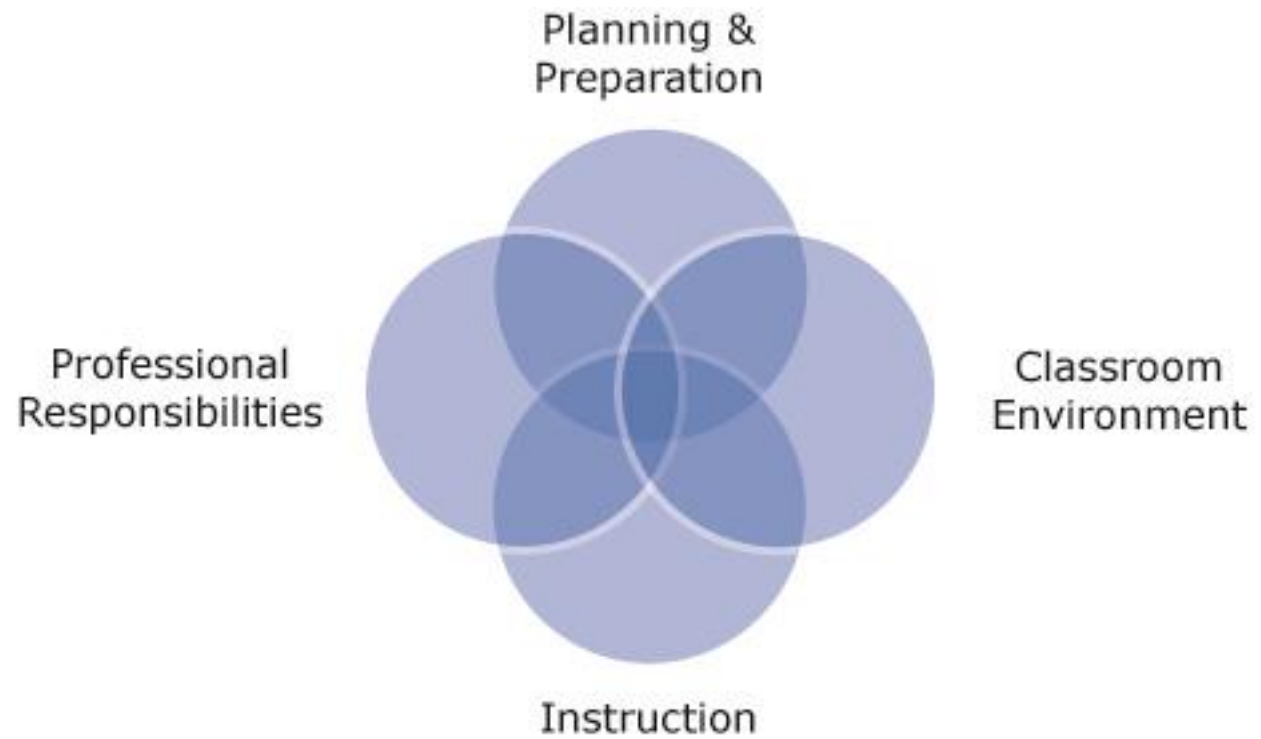 Planning &
Preparation
Professional
Responsibilities
Classroom
Environment
Instruction